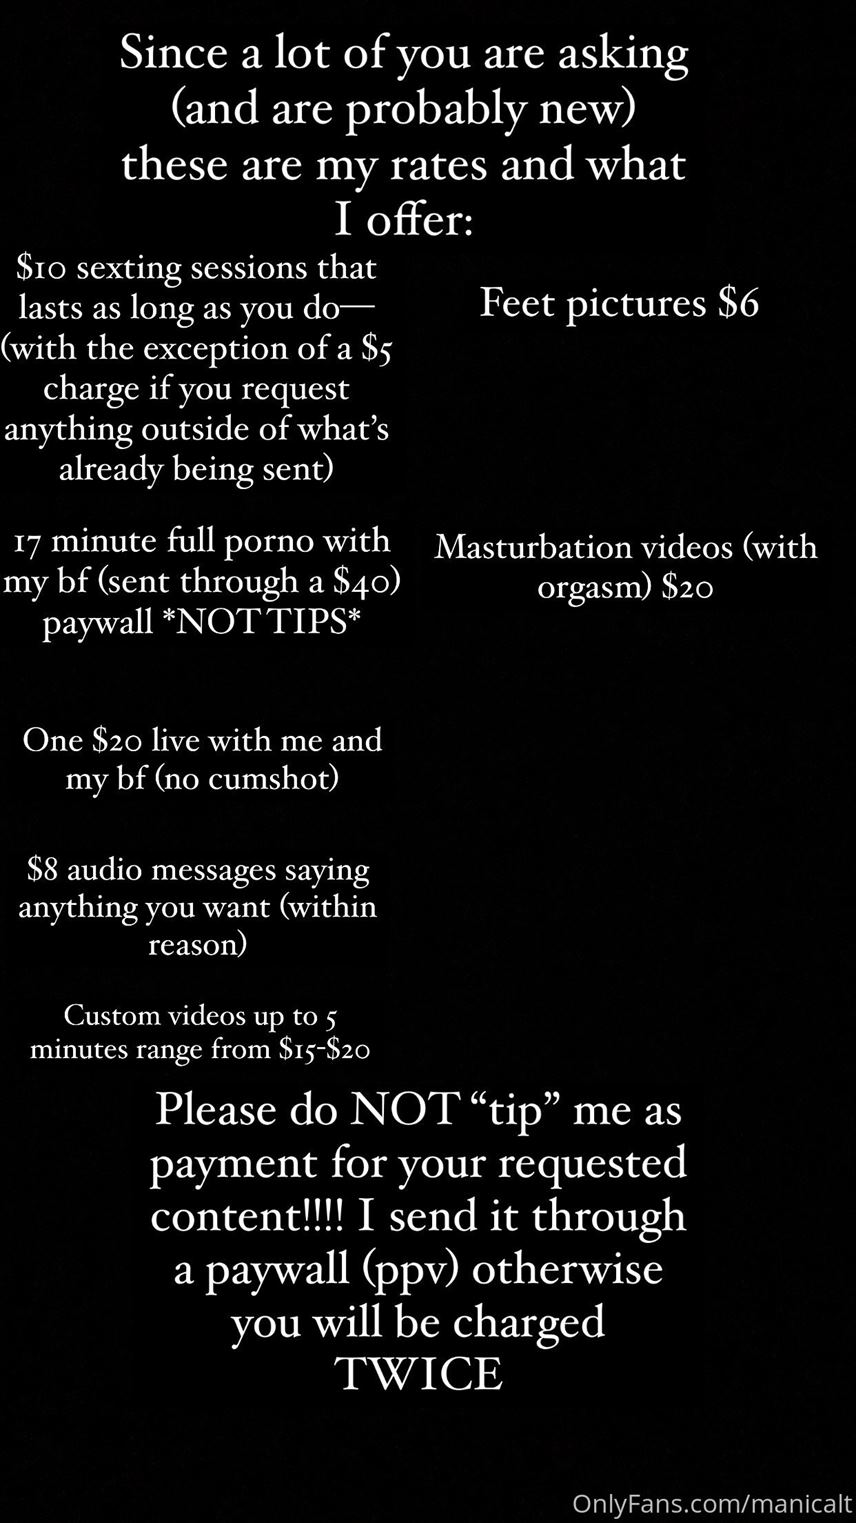 Since a lot of you are asking
(and are probably new)
these are my rates and what
I offer:
$10 sexting sessions that
lasts as long as you do—
(with the exception of a $5
charge if you request
anything outside of what's
already being sent)
Feet pictures $6
17 minute full porno with
my bf (sent through a $40)
paywall *NOT TIPS*
Masturbation videos (with
orgasm) $20
One $20 live with me and
my bf (no cumshot)
$8 audio messages saying
anything you want (within
reason)
Custom videos up to 5
minutes range from $15-$20
Please do NOT “tip” me as
payment for your requested
content!!!! I send it through
a paywall (ppv) otherwise
you will be charged
TWICE
OnlyFans.com/manicalt